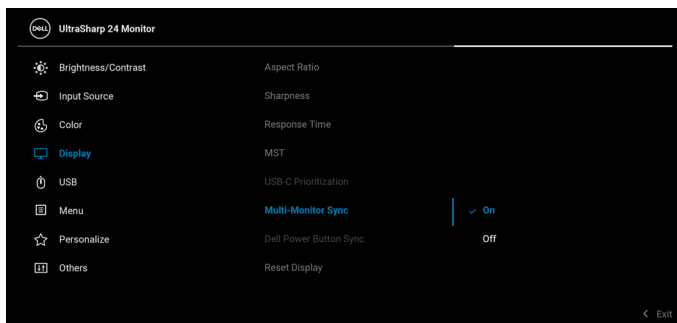 DELL UltraSharp 24 Monitor
Brightness/Contrast
Aspect Ratio
Input Source
Sharpness
Color
Response Time
Display
MST
USB
USB-C Prioritization
Menu
Multi-Monitor Sync
On
Personalize
Dell Power Button Sync
Off
Others
Reset Display
Exit